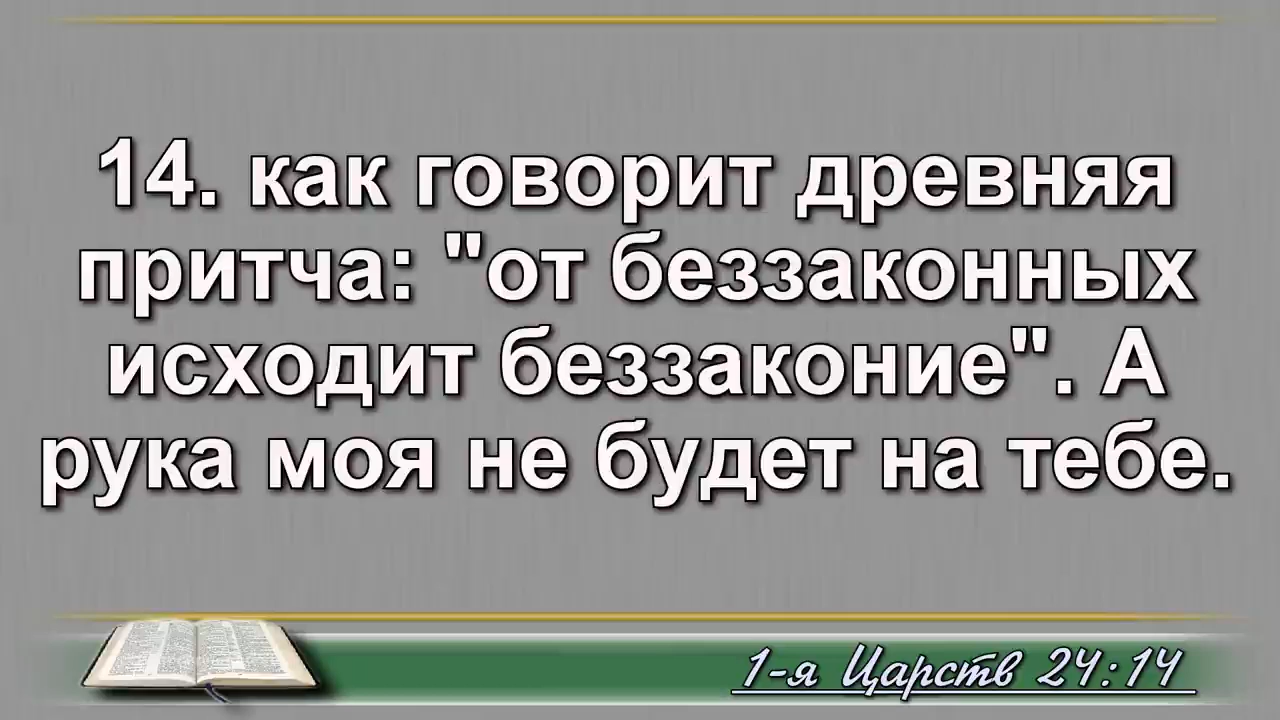 14. как говорит древняя
притча: "от беззаконных
исходит беззаконие". А
рука моя не будет на тебе.
1-я Царств 24:14